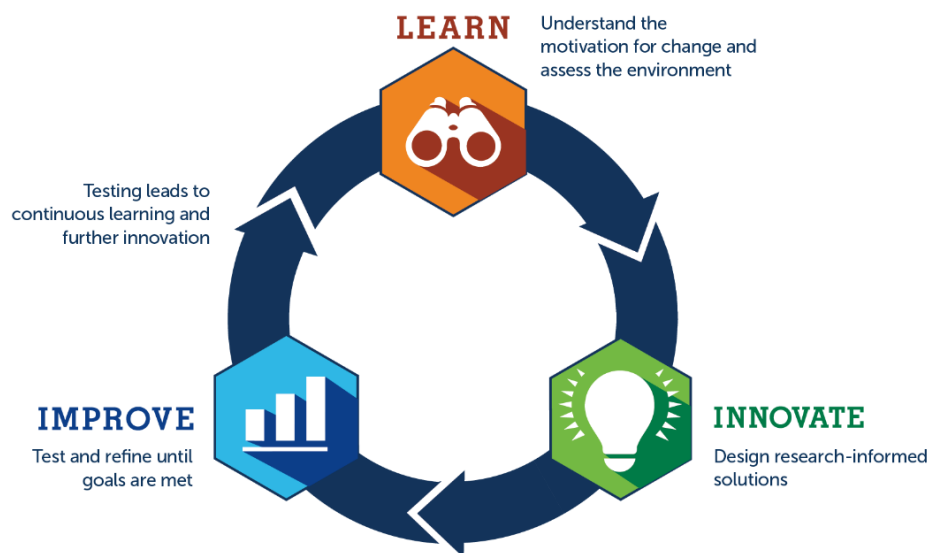 LEARN
Understand the
motivation for change and
assess the environment
Testing leads to
continuous learning and
further innovation
IMPROVE
Test and refine until
goals are met
INNOVATE
Design research-informed
solutions